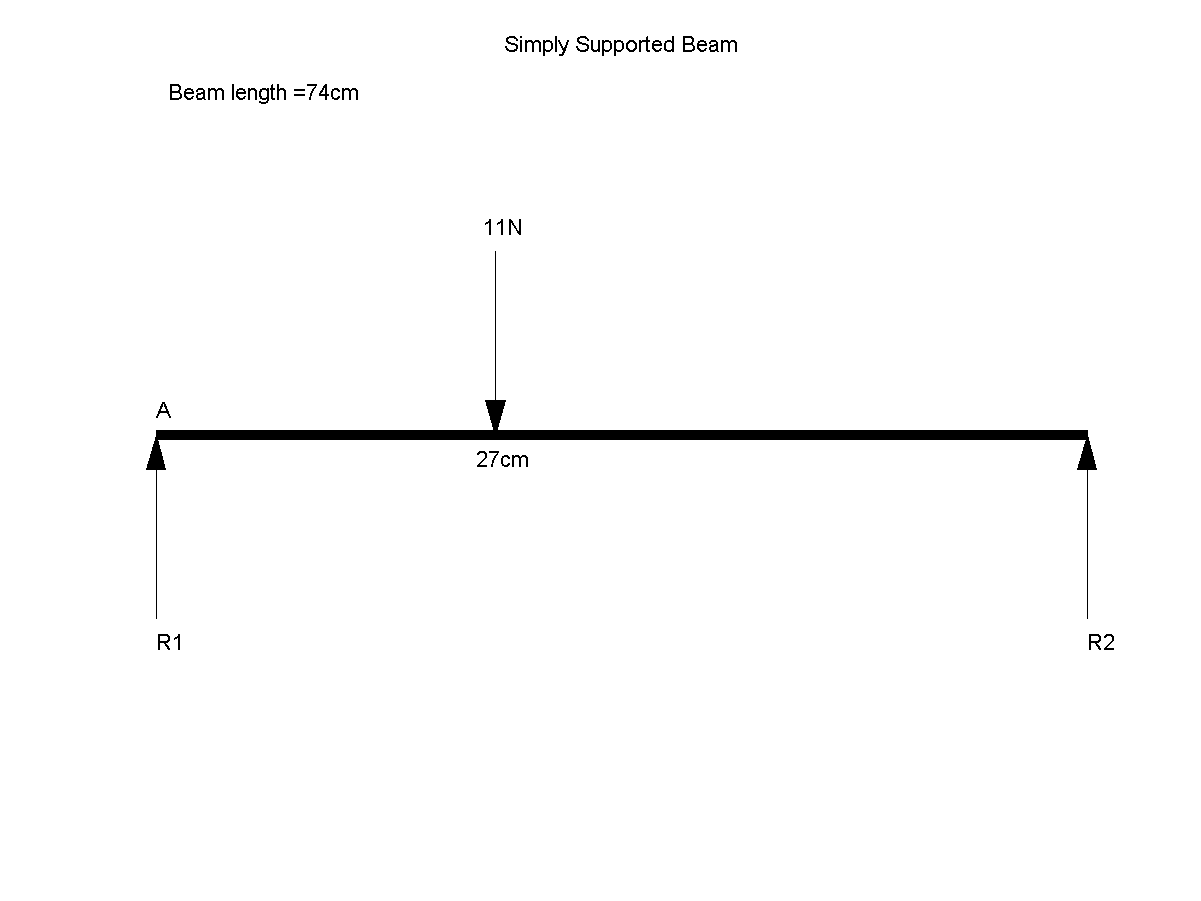 Simply Supported Beam
Beam length =74cm
11N
A
27cm
R1
R2